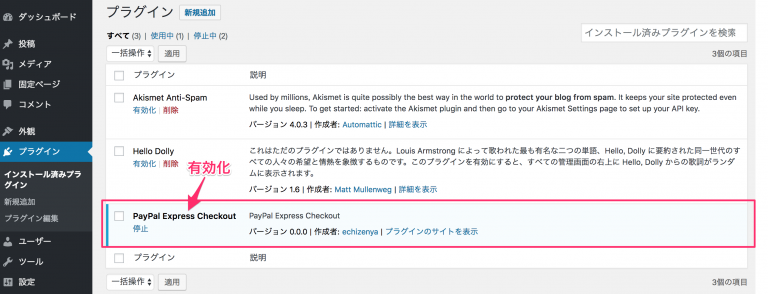 ダッシュボード
投稿
メディア
固定ページ
コメント
外観
プラグイン
インストール済みプラグイン
新規追加
プラグイン編集
ユーザー
ツール
設定
プラグイン 新規追加
すべて (3) | 使用中 (1) | 停止中 (2)
インストール済みプラグインを検索
一括操作 適用
3個の項目
プラグイン 説明
Akismet Anti-Spam
有効化 | 削除
Used by millions, Akismet is quite possibly the best way in the world to protect your blog from spam. It keeps your site protected even
while you sleep. To get started: activate the Akismet plugin and then go to your Akismet Settings page to set up your API key.
バージョン 4.0.3 | 作成者: Automattic | 詳細を表示
Hello Dolly
有効化 | 削除
これはただのプラグインではありません。Louis Armstrong によって歌われた最も有名な二つの単語、Hello, Dolly に要約された同一世代のす
べての人々の希望と情熱を象徴するものです。このプラグインを有効にすると、すべての管理画面の右上に Hello, Dolly からの歌詞がランダ
ムに表示されます。
バージョン 1.6 | 作成者: Matt Mullenweg | 詳細を表示
有効化
PayPal Express Checkout
停止
PayPal Express Checkout
バージョン 0.0.0 | 作成者: echizenya | プラグインのサイトを表示
プラグイン 説明
一括操作 適用
3個の項目